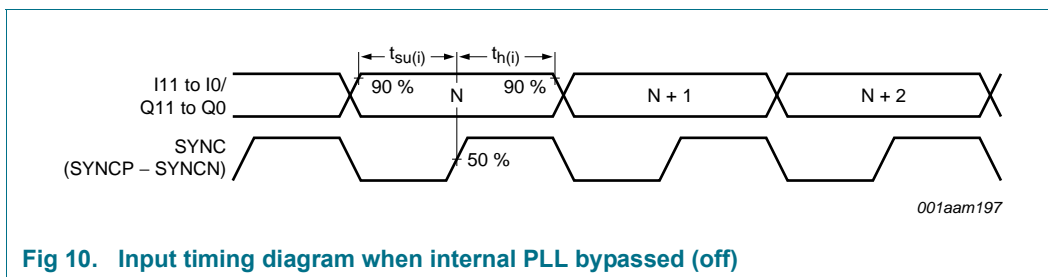 tsu(i) th(i)
I11 to I0/
Q11 to Q0
90 % N 90 % N + 1 N + 2
SYNC
(SYNCP – SYNCN)
50 %
001aam197
Fig 10. Input timing diagram when internal PLL bypassed (off)